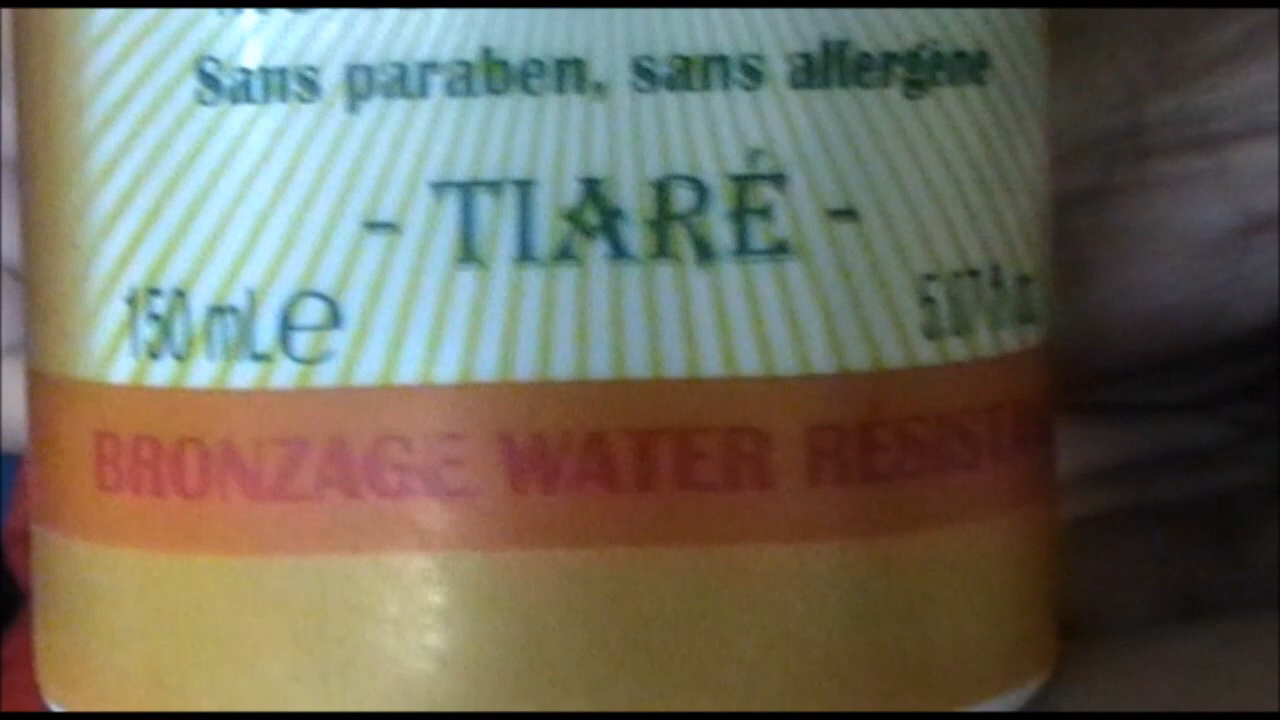 Sans paraben, sans allergène
- TIARÉ -
150 mL e
BRONZAGE WATER